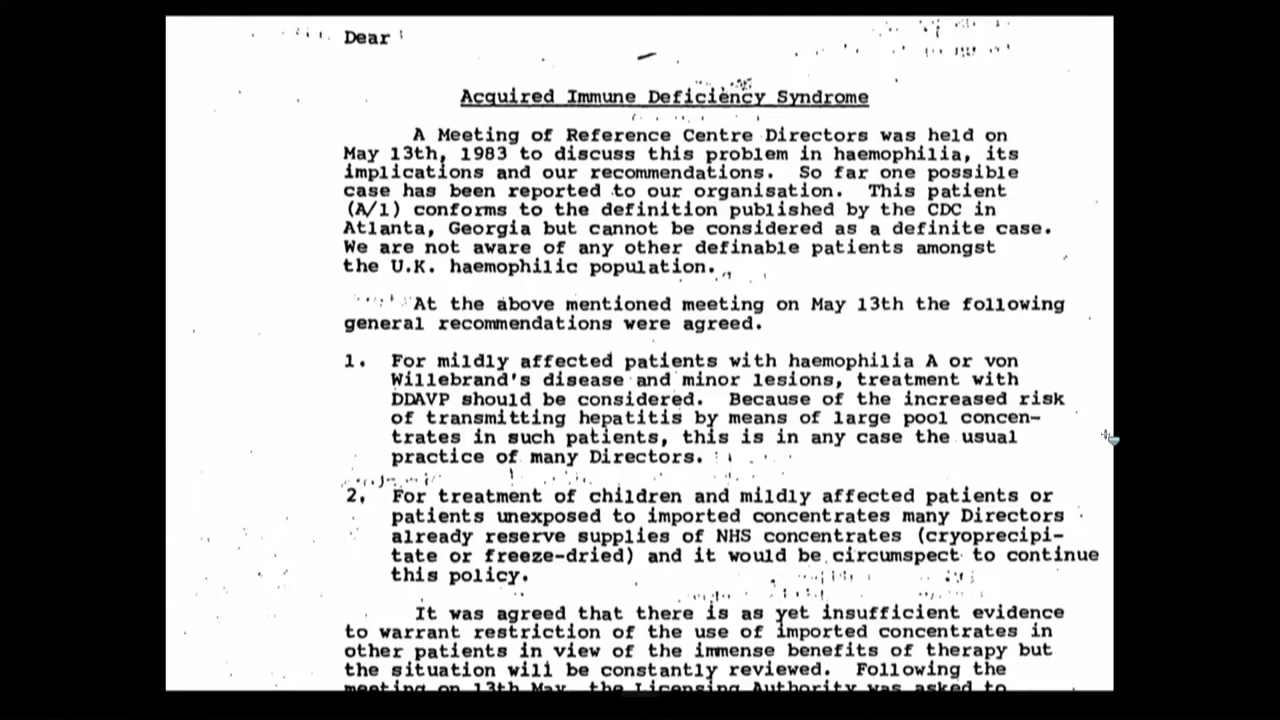 Dear
Acquired Immune Deficiency Syndrome
A Meeting of Reference Centre Directors was held on
May 13th, 1983 to discuss this problem in haemophilia, its
implications and our recommendations. So far one possible
case has been reported to our organisation. This patient
(A/1) conforms to the definition published by the CDC in
Atlanta, Georgia but cannot be considered as a definite case.
We are not aware of any other definable patients amongst
the U.K. haemophilic population.
At the above mentioned meeting on May 13th the following
general recommendations were agreed.
1. For mildly affected patients with haemophilia A or von
Willebrand's disease and minor lesions, treatment with
DDAVP should be considered. Because of the increased risk
of transmitting hepatitis by means of large pool concen-
trates in such patients, this is in any case the usual
practice of many Directors.
2. For treatment of children and mildly affected patients or
patients unexposed to imported concentrates many Directors
already reserve supplies of NHS concentrates (cryoprecipi-
tate or freeze-dried) and it would be circumspect to continue
this policy.
It was agreed that there is as yet insufficient evidence
to warrant restriction of the use of imported concentrates in
other patients in view of the immense benefits of therapy but
the situation will be constantly reviewed. Following the
meeting on 13th May, the Licensing Authority was asked to